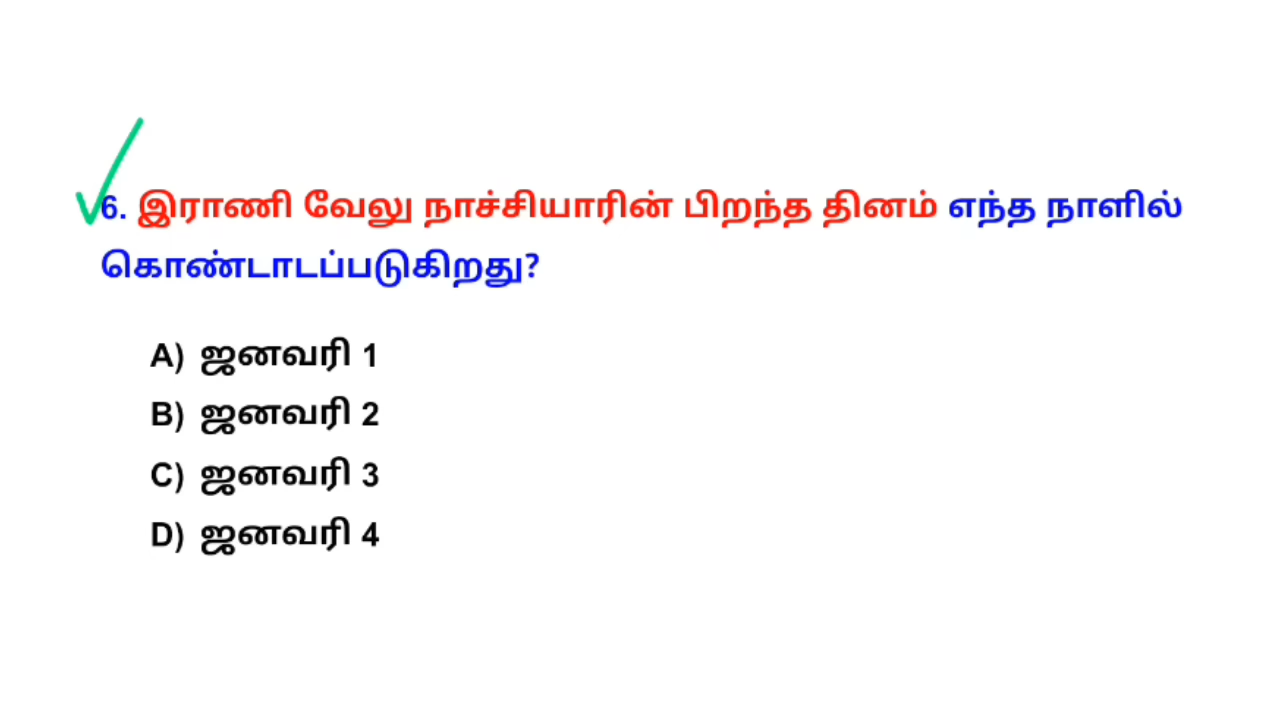 6. இராணி வேலு நாச்சியாரின் பிறந்த தினம் எந்த நாளில்
கொண்டாடப்படுகிறது?
A) ஜனவரி 1
B) ஜனவரி 2
C) ஜனவரி 3
D) ஜனவரி 4